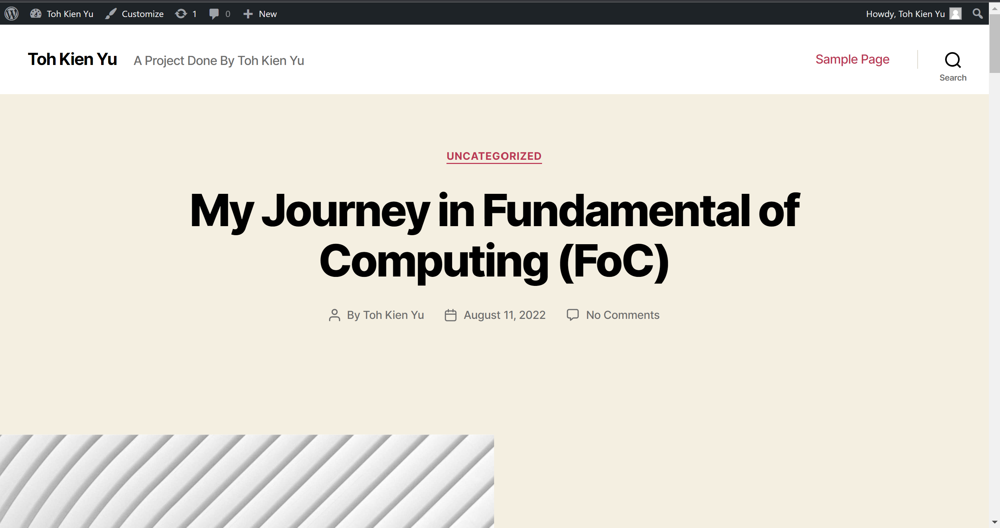 Toh Kien Yu Customize 1 0 New Howdy, Toh Kien Yu
Toh Kien Yu A Project Done By Toh Kien Yu Sample Page
Search
UNCATEGORIZED
My Journey in Fundamental of
Computing (FoC)
By Toh Kien Yu August 11, 2022 No Comments